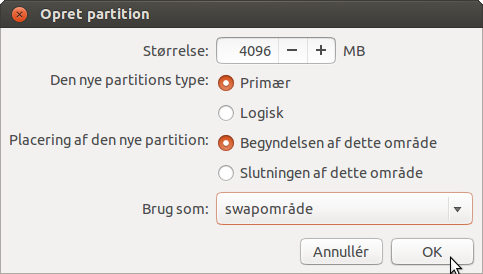 Opret partition
Størrelse: 4096 − + MB
Den nye partitions type: Primær
Logisk
Placering af den nye partition: Begyndelsen af dette område
Slutningen af dette område
Brug som: swapområde
Annullér OK